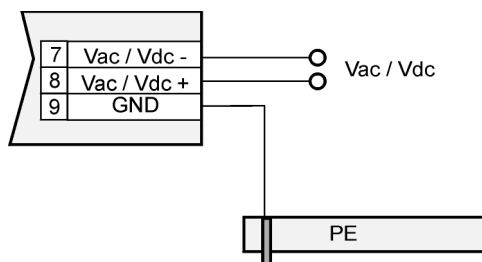 7 Vac / Vdc -
8 Vac / Vdc +
9 GND
Vac / Vdc
PE